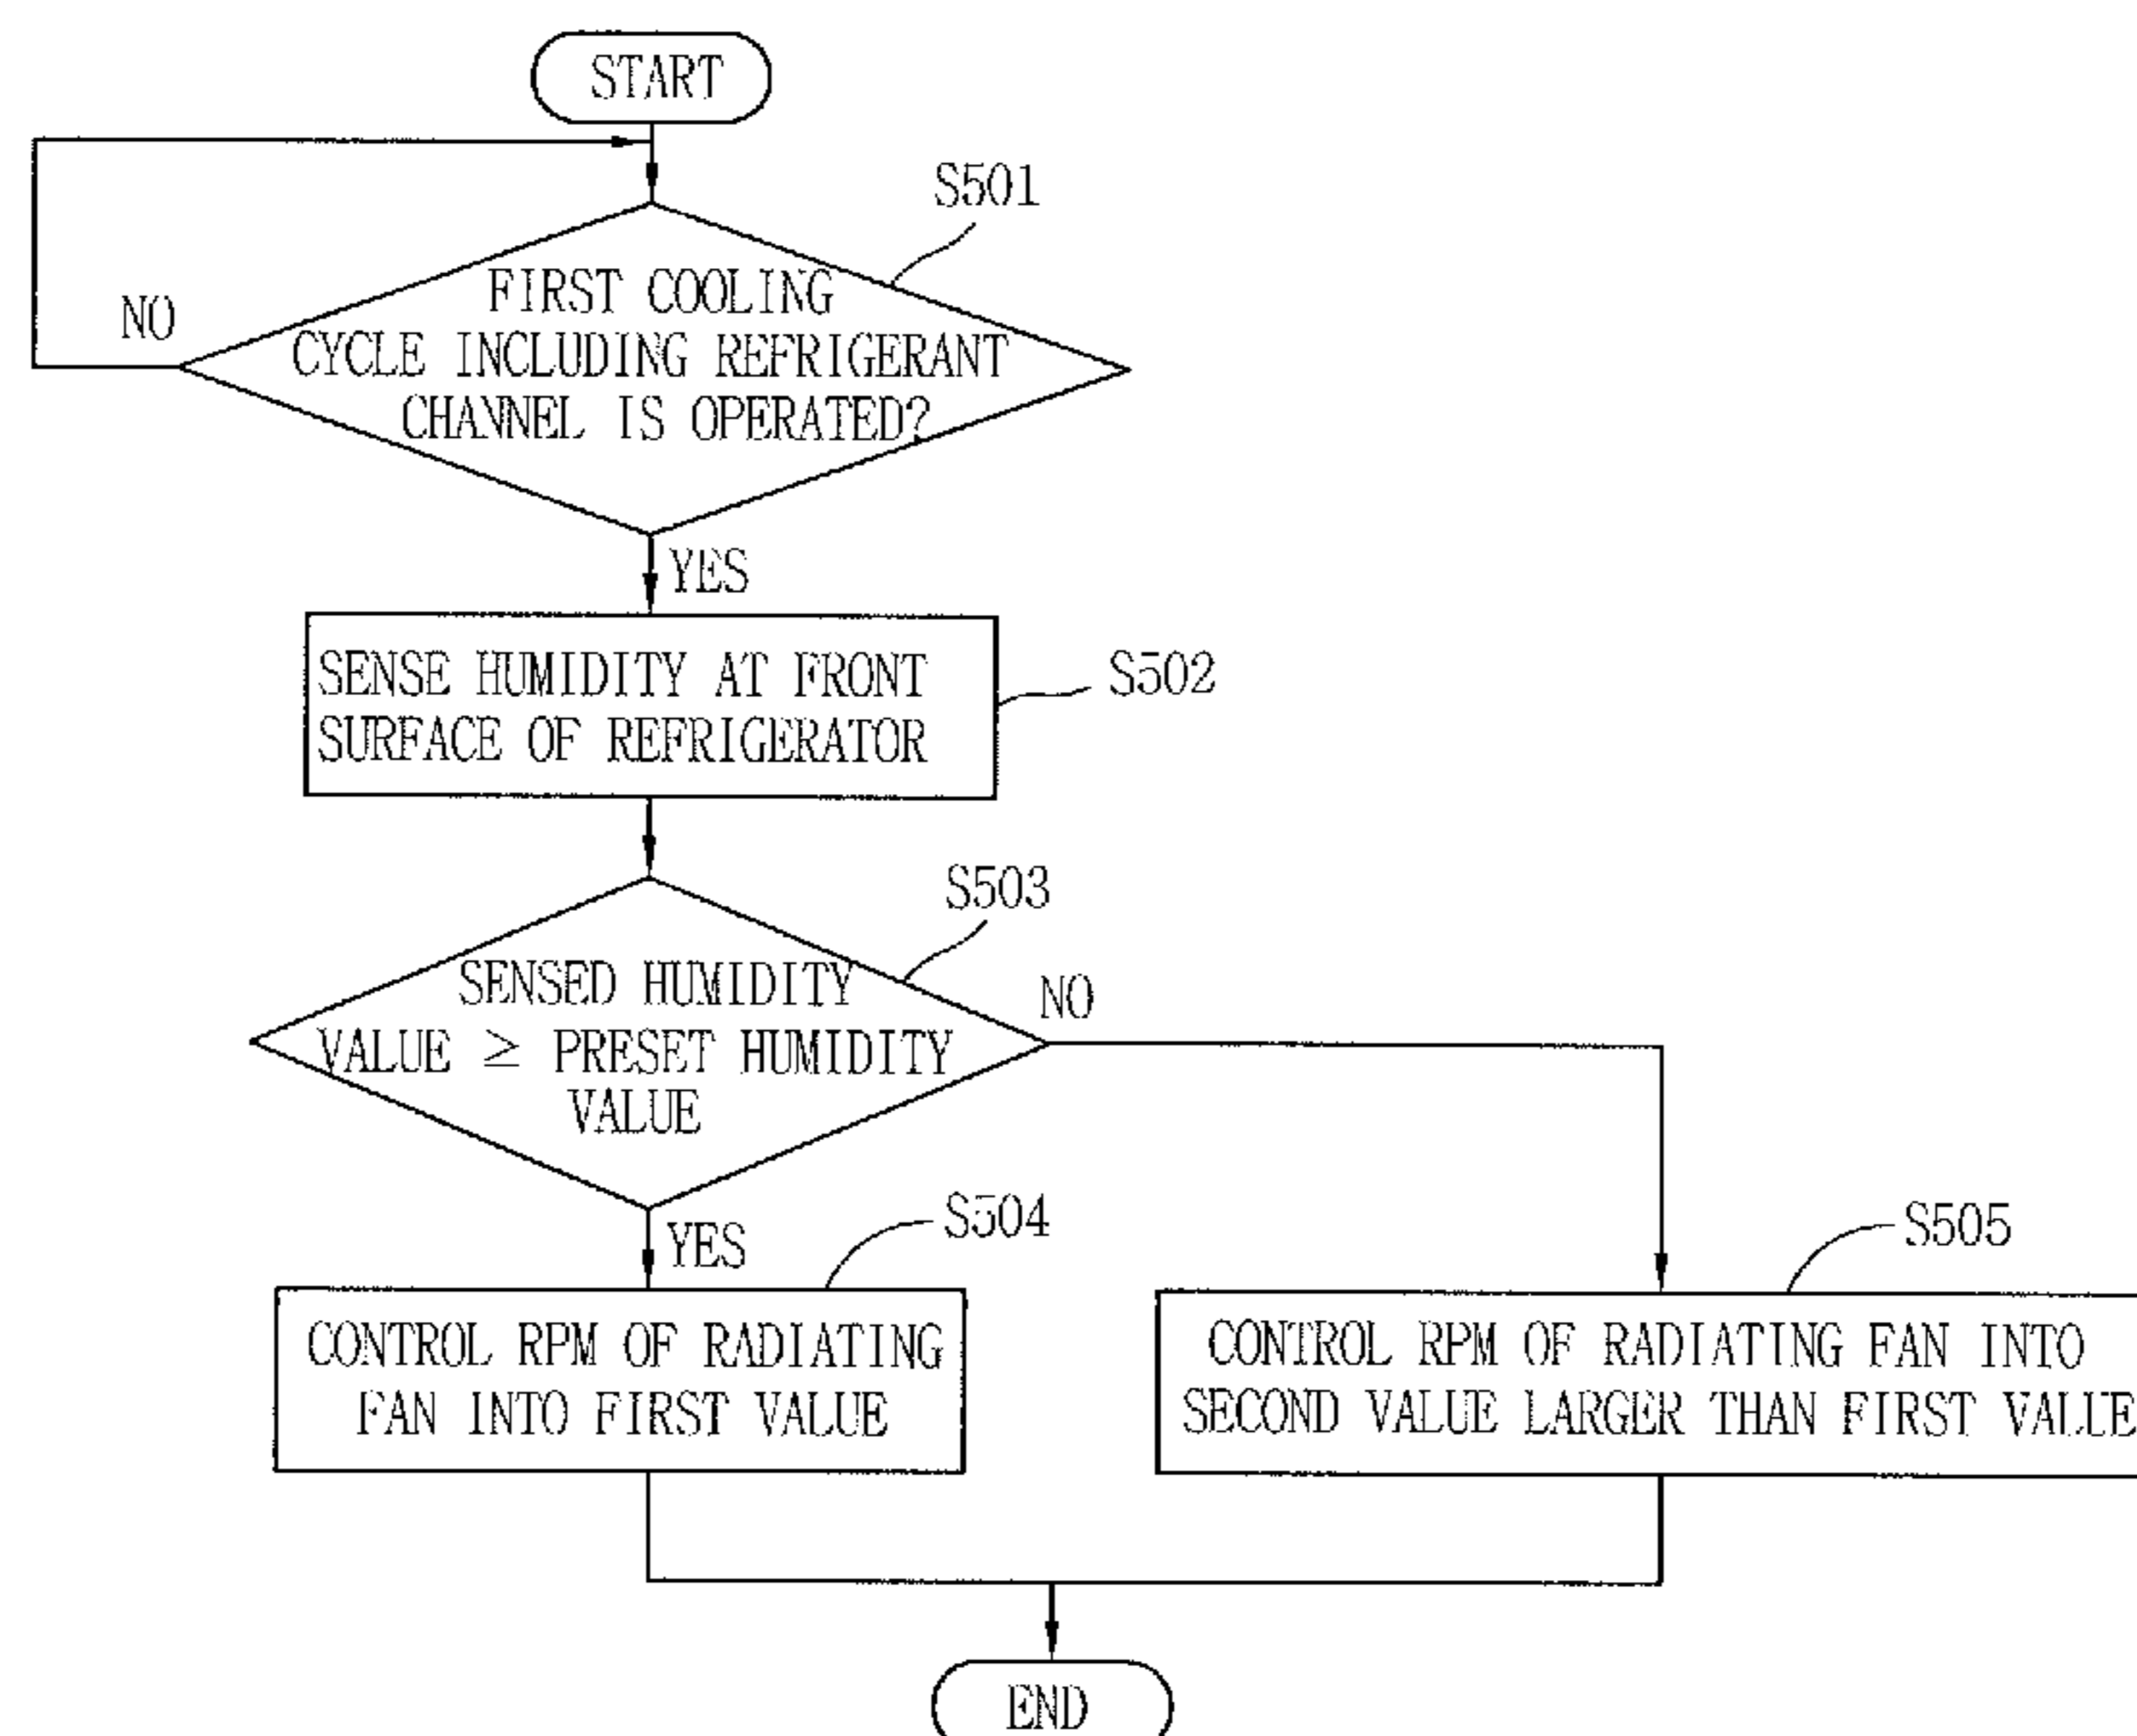 START
S501
FIRST COOLING
CYCLE INCLUDING REFRIGERANT
CHANNEL IS OPERATED?
NO
YES
SENSE HUMIDITY AT FRONT
SURFACE OF REFRIGERATOR
S502
S503
SENSED HUMIDITY
VALUE ≥ PRESET HUMIDITY
VALUE
NO
YES
S504
S505
CONTROL RPM OF RADIATING
FAN INTO FIRST VALUE
CONTROL RPM OF RADIATING FAN INTO
SECOND VALUE LARGER THAN FIRST VALUE
END